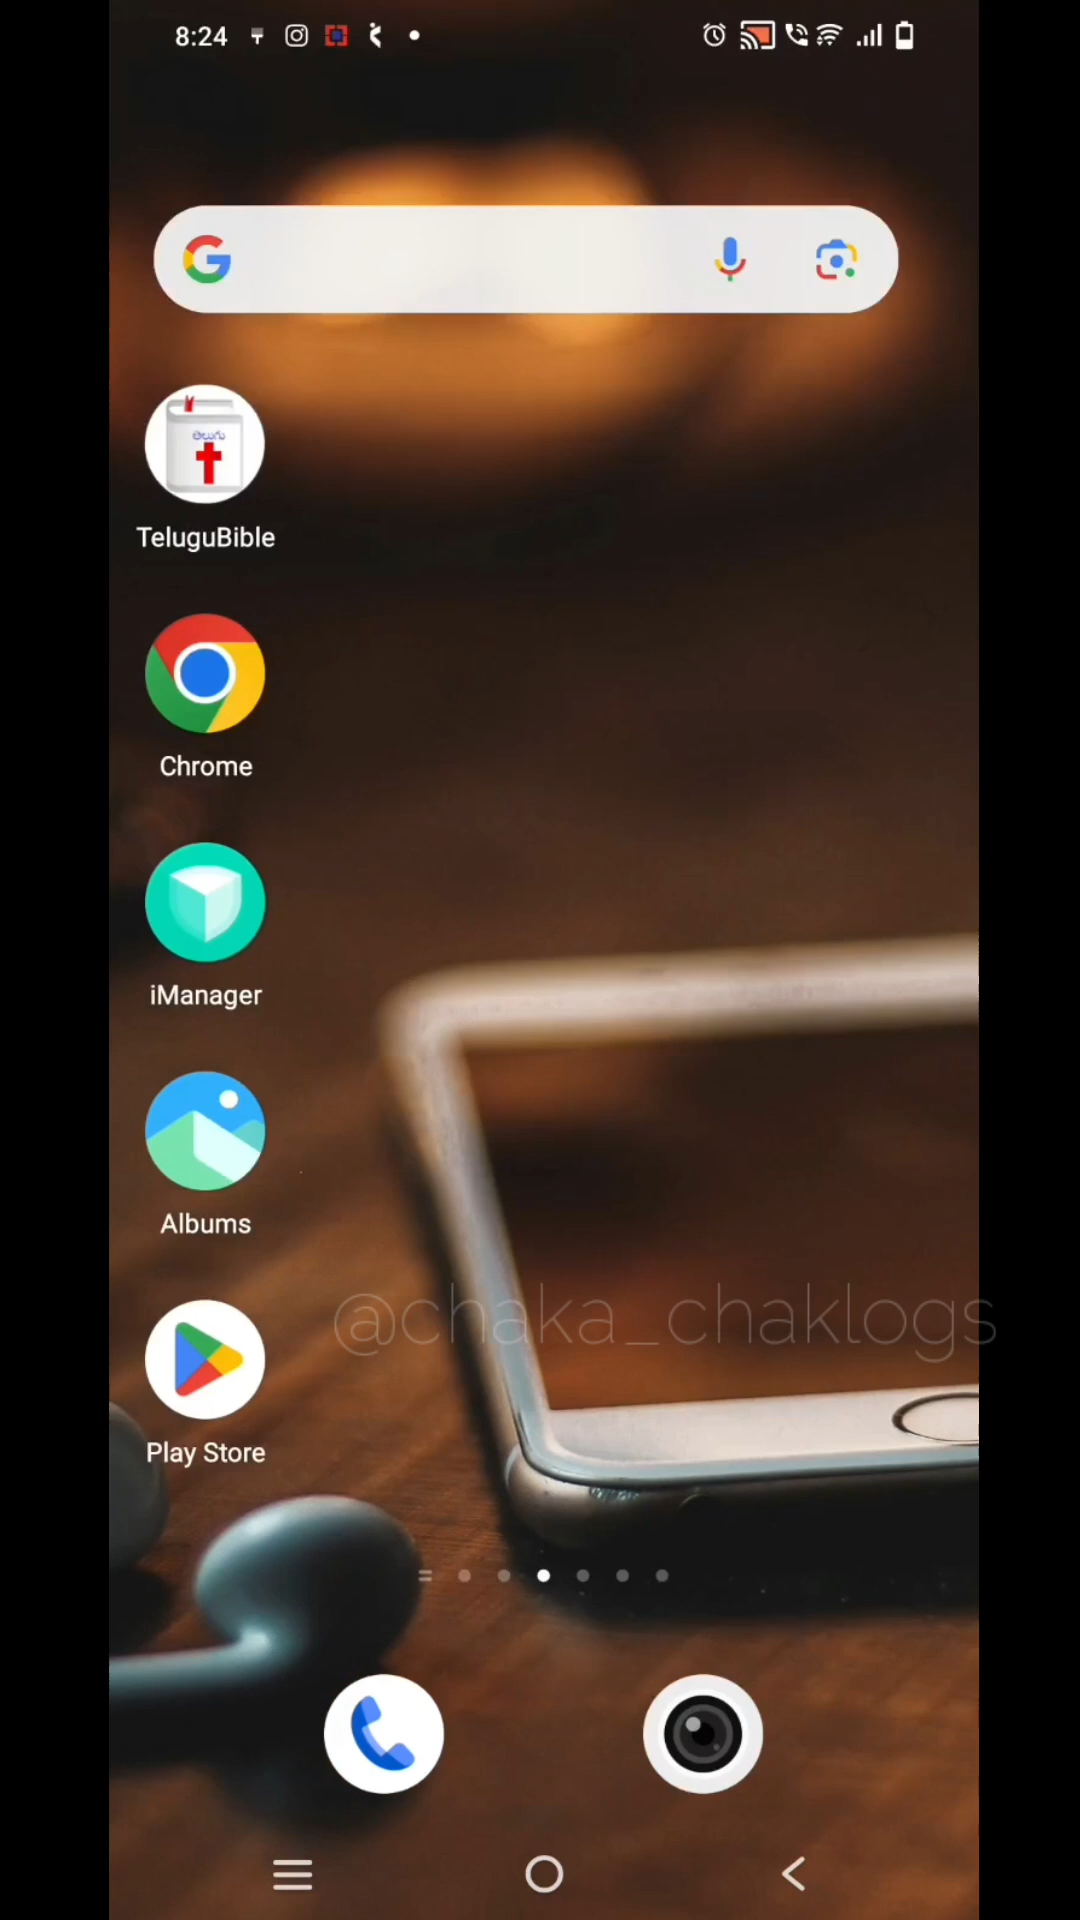 8:24
తెలుగు
TeluguBible
Chrome
iManager
Albums
@chaka_chaklogs
Play Store